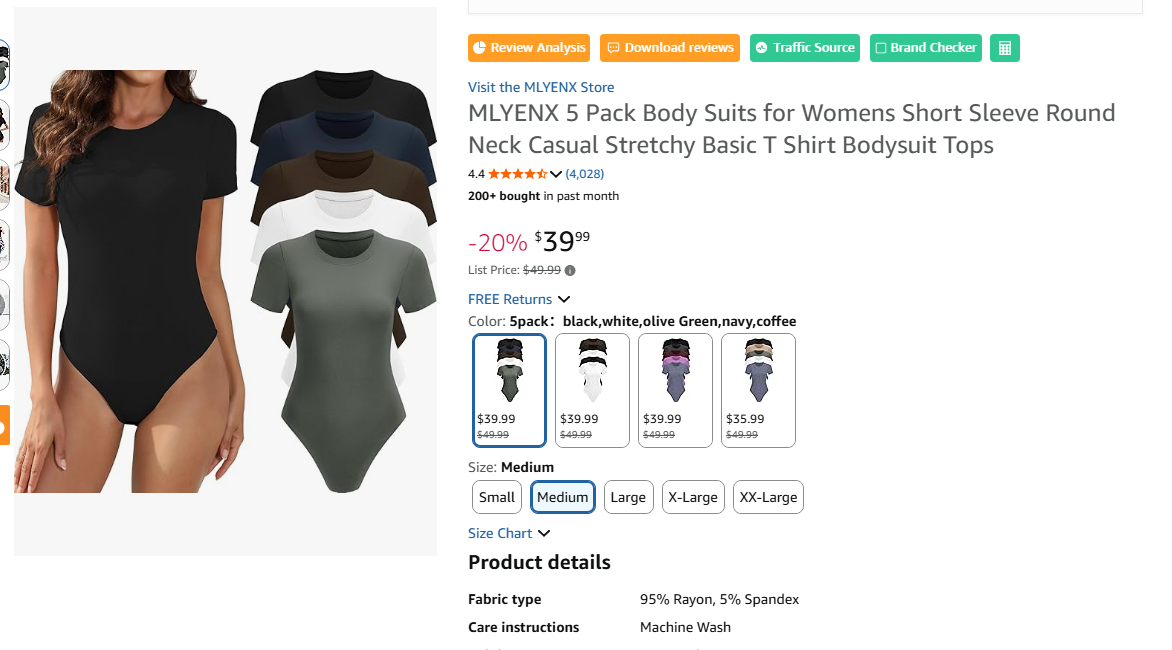 Review Analysis
Download reviews
Traffic Source
Brand Checker
Visit the MLYENX Store
MLYENX 5 Pack Body Suits for Womens Short Sleeve Round
Neck Casual Stretchy Basic T Shirt Bodysuit Tops
4.4 (4,028)
200+ bought in past month
-20% $3999
List Price: $49.99
FREE Returns
Color: 5pack：black,white,olive Green,navy,coffee
$39.99 $39.99 $39.99 $35.99
$49.99 $49.99 $49.99 $49.99
Size: Medium
Small Medium Large X-Large XX-Large
Size Chart
Product details
Fabric type 95% Rayon, 5% Spandex
Care instructions Machine Wash